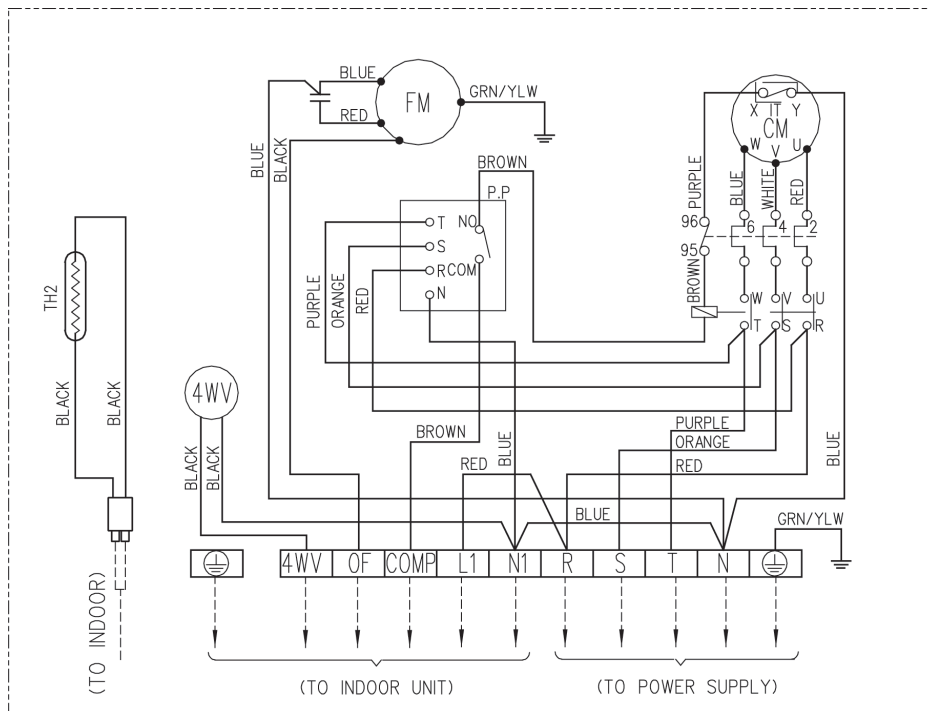 BLUE
FM
GRN/YLW
RED
X IT Y
CM
W V U
BLUE
BLACK
BROWN
P.P
PURPLE
BLUE
WHITE
RED
T NO
S
R COM
N
96
95
6 4 2
TH2
PURPLE
ORANGE
RED
BROWN
W V U
T S R
BLACK
BLACK
4WV
BLACK
BLACK
BROWN
BLUE
RED
PURPLE
ORANGE
RED
BLUE
BLUE
GRN/YLW
4WV OF COMP L1 N1 R S T N
(TO INDOOR)
(TO INDOOR UNIT)
(TO POWER SUPPLY)